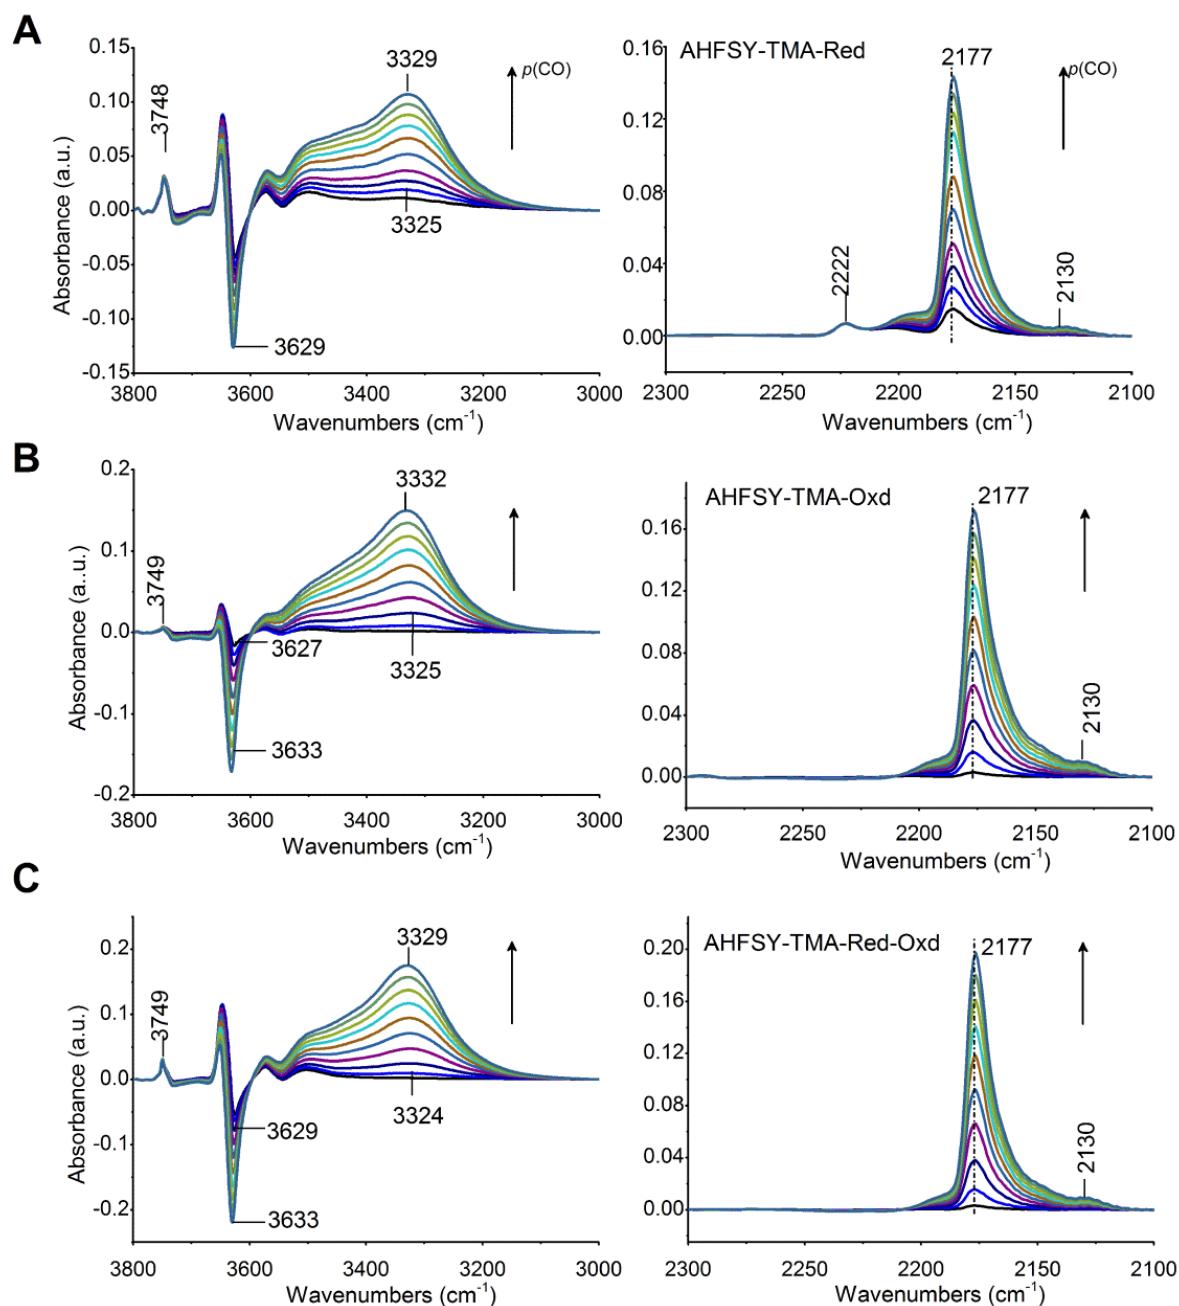 A
AHFSY-TMA-Red
p(CO)
p(CO)
3748
3329
3325
3629
2177
2222
2130
0.15
0.10
0.05
0.00
-0.05
-0.10
-0.15
Absorbance (a.u.)
3800 3600 3400 3200 3000
Wavenumbers (cm⁻¹)
0.16
0.12
0.08
0.04
0.00
2300 2250 2200 2150 2100
Wavenumbers (cm⁻¹)
B
AHFSY-TMA-Oxd
3749
3332
3627
3325
3633
2177
2130
0.2
0.1
0.0
-0.1
-0.2
Absorbance (a.u.)
3800 3600 3400 3200 3000
Wavenumbers (cm⁻¹)
0.16
0.12
0.08
0.04
0.00
2300 2250 2200 2150 2100
Wavenumbers (cm⁻¹)
C
AHFSY-TMA-Red-Oxd
3749
3329
3629
3324
3633
2177
2130
0.2
0.1
0.0
-0.1
-0.2
Absorbance (a.u.)
3800 3600 3400 3200 3000
Wavenumbers (cm⁻¹)
0.20
0.16
0.12
0.08
0.04
0.00
2300 2250 2200 2150 2100
Wavenumbers (cm⁻¹)